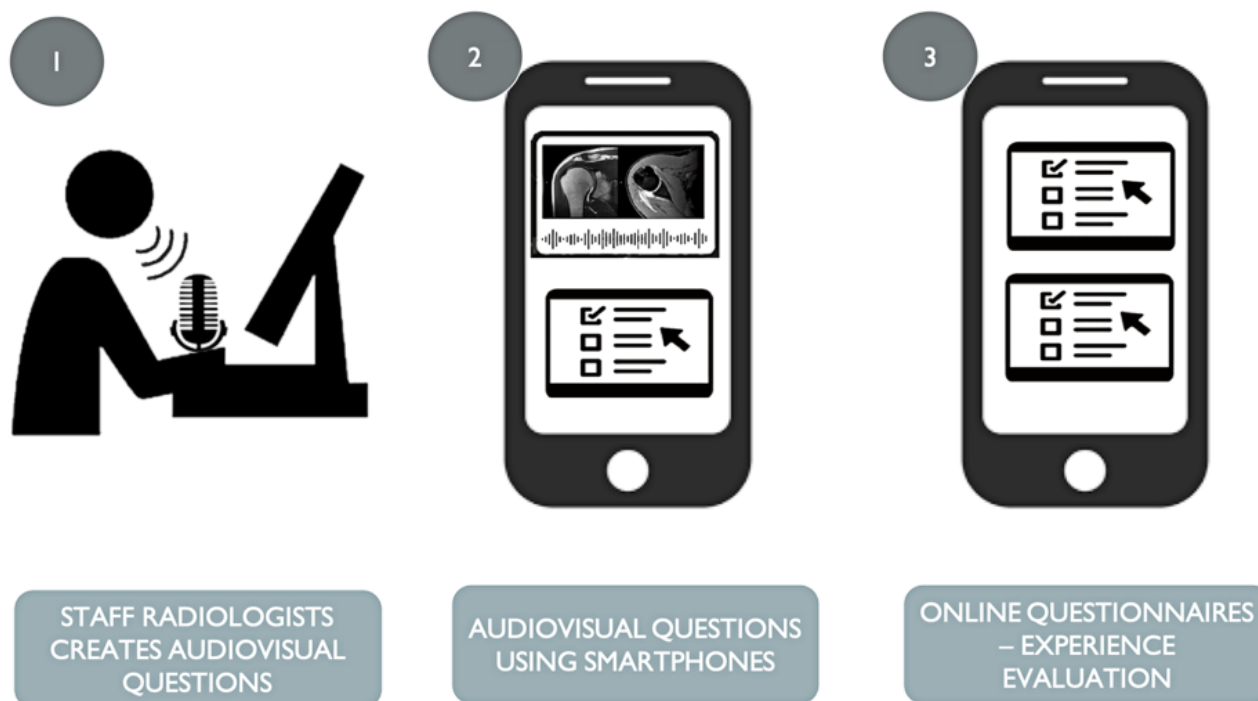 1
2
3
STAFF RADIOLOGISTS
CREATES AUDIOVISUAL
QUESTIONS
AUDIOVISUAL QUESTIONS
USING SMARTPHONES
ONLINE QUESTIONNAIRES
– EXPERIENCE
EVALUATION